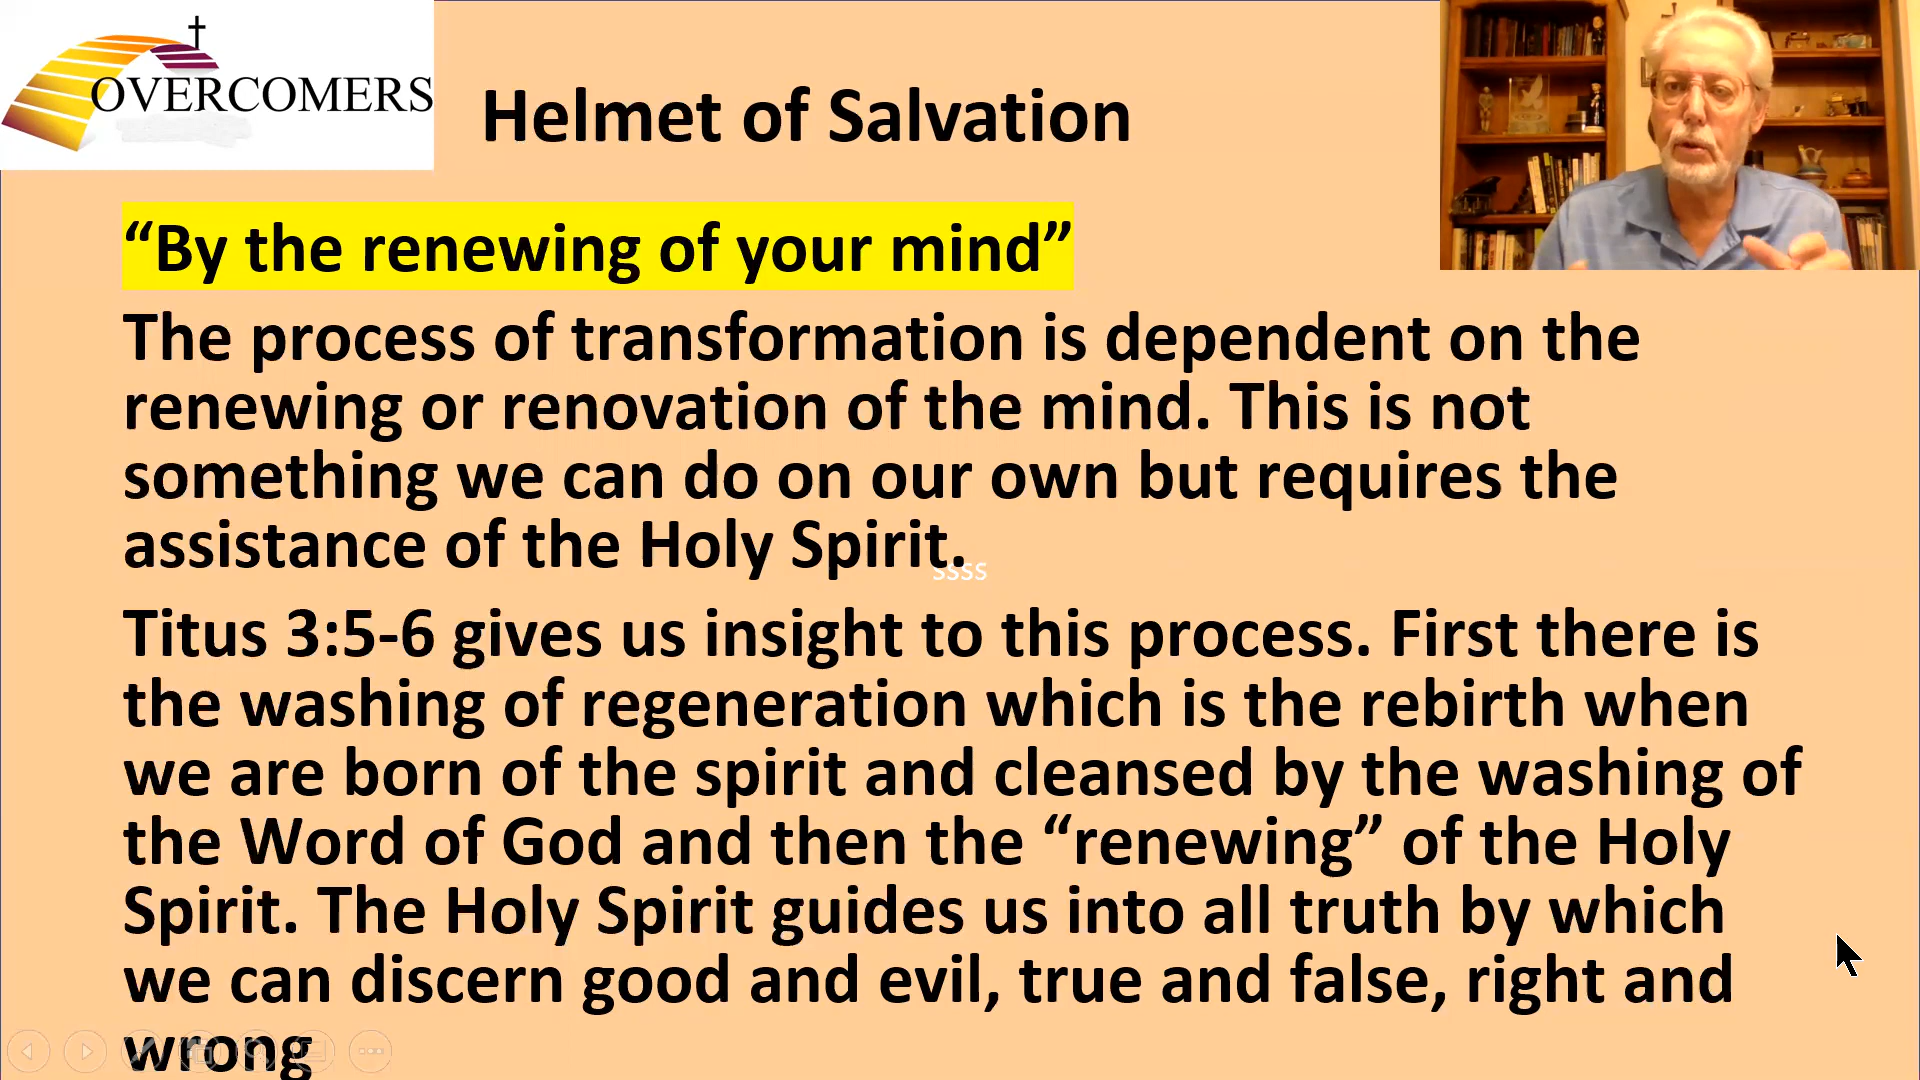 OVERCOMERS
Helmet of Salvation
“By the renewing of your mind”
The process of transformation is dependent on the
renewing or renovation of the mind. This is not
something we can do on our own but requires the
assistance of the Holy Spirit.
ssss
Titus 3:5-6 gives us insight to this process. First there is
the washing of regeneration which is the rebirth when
we are born of the spirit and cleansed by the washing of
the Word of God and then the “renewing” of the Holy
Spirit. The Holy Spirit guides us into all truth by which
we can discern good and evil, true and false, right and
wrong